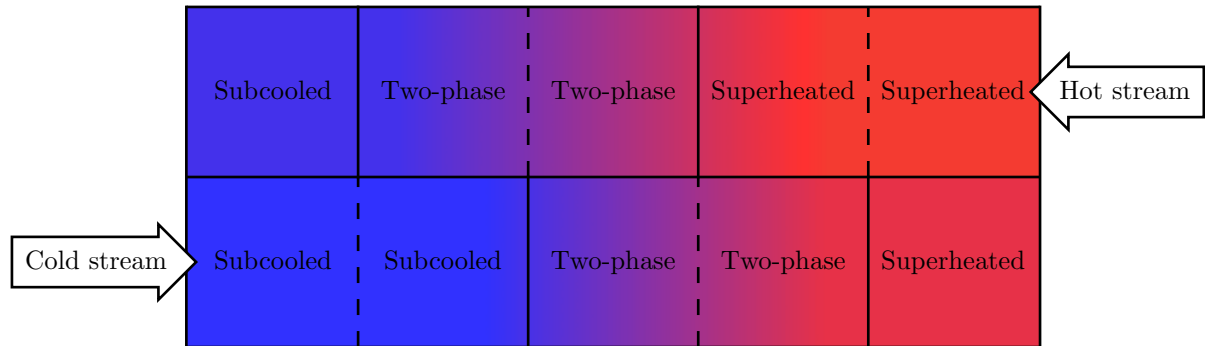 Subcooled
Two-phase
Two-phase
Superheated
Superheated
Hot stream
Cold stream
Subcooled
Subcooled
Two-phase
Two-phase
Superheated